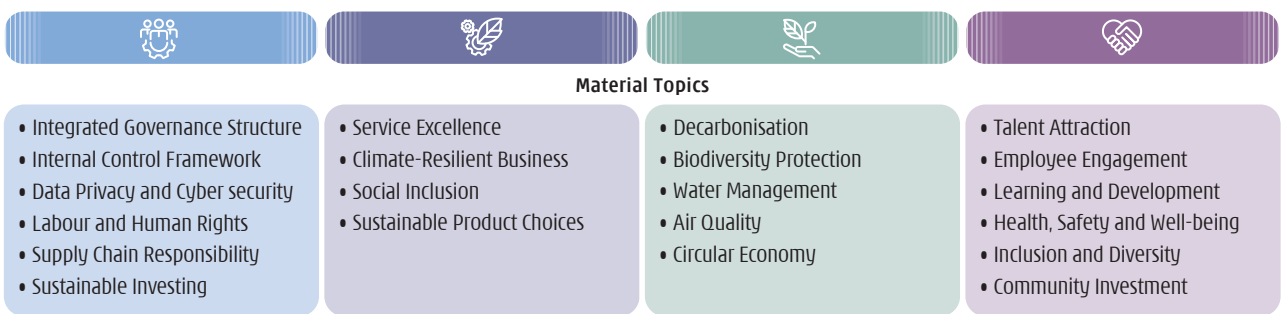 Material Topics
• Integrated Governance Structure
• Internal Control Framework
• Data Privacy and Cyber security
• Labour and Human Rights
• Supply Chain Responsibility
• Sustainable Investing
• Service Excellence
• Climate-Resilient Business
• Social Inclusion
• Sustainable Product Choices
• Decarbonisation
• Biodiversity Protection
• Water Management
• Air Quality
• Circular Economy
• Talent Attraction
• Employee Engagement
• Learning and Development
• Health, Safety and Well-being
• Inclusion and Diversity
• Community Investment